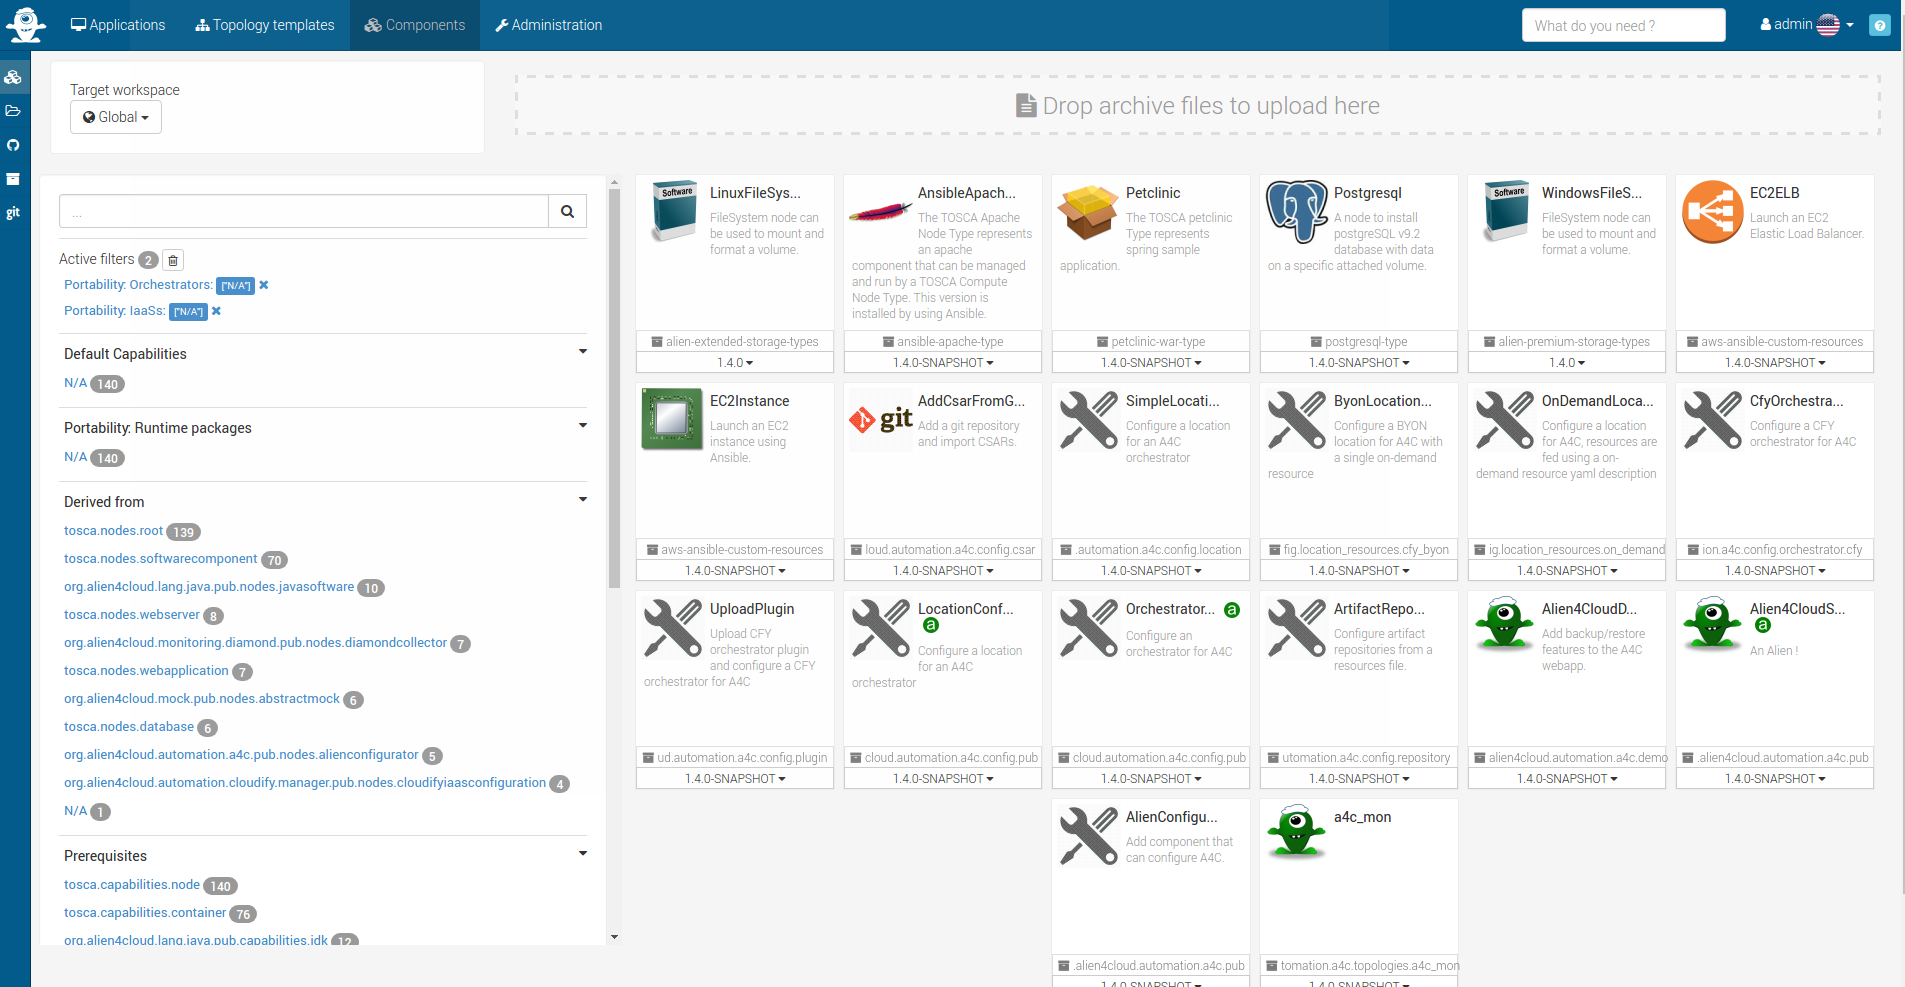 Applications
Topology templates
Components
Administration
What do you need ?
admin
Target workspace
Global
Drop archive files to upload here
git
...
Active filters 2
Portability: Orchestrators: ["N/A"]
Portability: IaaSs: ["N/A"]
Default Capabilities
N/A 140
Portability: Runtime packages
N/A 140
Derived from
tosca.nodes.root 139
tosca.nodes.softwarecomponent 70
org.alien4cloud.lang.java.pub.nodes.javasoftware 10
tosca.nodes.webserver 8
org.alien4cloud.monitoring.diamond.pub.nodes.diamondcollector 7
tosca.nodes.webapplication 7
org.alien4cloud.mock.pub.nodes.abstractmock 6
tosca.nodes.database 6
org.alien4cloud.automation.a4c.pub.nodes.alienconfigurator 5
org.alien4cloud.automation.cloudify.manager.pub.nodes.cloudifyiaasconfiguration 4
N/A 1
Prerequisites
tosca.capabilities.node 140
tosca.capabilities.container 76
org.alien4cloud.lang.java.pub.capabilities.jdk 12
Software
LinuxFileSys...
FileSystem node can
be used to mount and
format a volume.
alien-extended-storage-types
1.4.0
AnsibleApach...
The TOSCA Apache
Node Type represents
an apache
component that can be managed
and run by a TOSCA Compute
Node Type. This version is
installed by using Ansible.
ansible-apache-type
1.4.0-SNAPSHOT
Petclinic
The TOSCA petclinic
Type represents
spring sample
application.
petclinic-war-type
1.4.0-SNAPSHOT
Postgresql
A node to install
postgreSQL v9.2
database with data
on a specific attached volume.
postgresql-type
1.4.0-SNAPSHOT
Software
WindowsFileS...
FileSystem node can
be used to mount and
format a volume.
alien-premium-storage-types
1.4.0
EC2ELB
Launch an EC2
Elastic Load Balancer.
aws-ansible-custom-resources
1.4.0-SNAPSHOT
EC2Instance
Launch an EC2
instance using
Ansible.
aws-ansible-custom-resources
1.4.0-SNAPSHOT
git
AddCsarFromG...
Add a git repository
and import CSARs.
loud.automation.a4c.config.csar
1.4.0-SNAPSHOT
SimpleLocati...
Configure a location
for an A4C
orchestrator
.automation.a4c.config.location
1.4.0-SNAPSHOT
ByonLocation...
Configure a BYON
location for A4C with
a single on-demand
resource
fig.location_resources.cfy_byon
1.4.0-SNAPSHOT
OnDemandLoca...
Configure a location
for A4C, resources are
fed using a on-
demand resource yaml description
ig.location_resources.on_demand
1.4.0-SNAPSHOT
CfyOrchestra...
Configure a CFY
orchestrator for A4C
ion.a4c.config.orchestrator.cfy
1.4.0-SNAPSHOT
UploadPlugin
Upload CFY
orchestrator plugin
and configure a CFY
orchestrator for A4C
ud.automation.a4c.config.plugin
1.4.0-SNAPSHOT
LocationConf...
a
Configure a location
for an A4C
orchestrator
cloud.automation.a4c.config.pub
1.4.0-SNAPSHOT
Orchestrator... a
Configure an
orchestrator for A4C
cloud.automation.a4c.config.pub
1.4.0-SNAPSHOT
ArtifactRepo...
Configure artifact
repositories from a
resources file.
utomation.a4c.config.repository
1.4.0-SNAPSHOT
Alien4CloudD...
Add backup/restore
features to the A4C
webapp.
alien4cloud.automation.a4c.demo
1.4.0-SNAPSHOT
Alien4CloudS...
a
An Alien !
.alien4cloud.automation.a4c.pub
1.4.0-SNAPSHOT
AlienConfigu...
Add component that
can configure A4C.
.alien4cloud.automation.a4c.pub
1.4.0-SNAPSHOT
a4c_mon
tomation.a4c.topologies.a4c_mon
1.4.0-SNAPSHOT